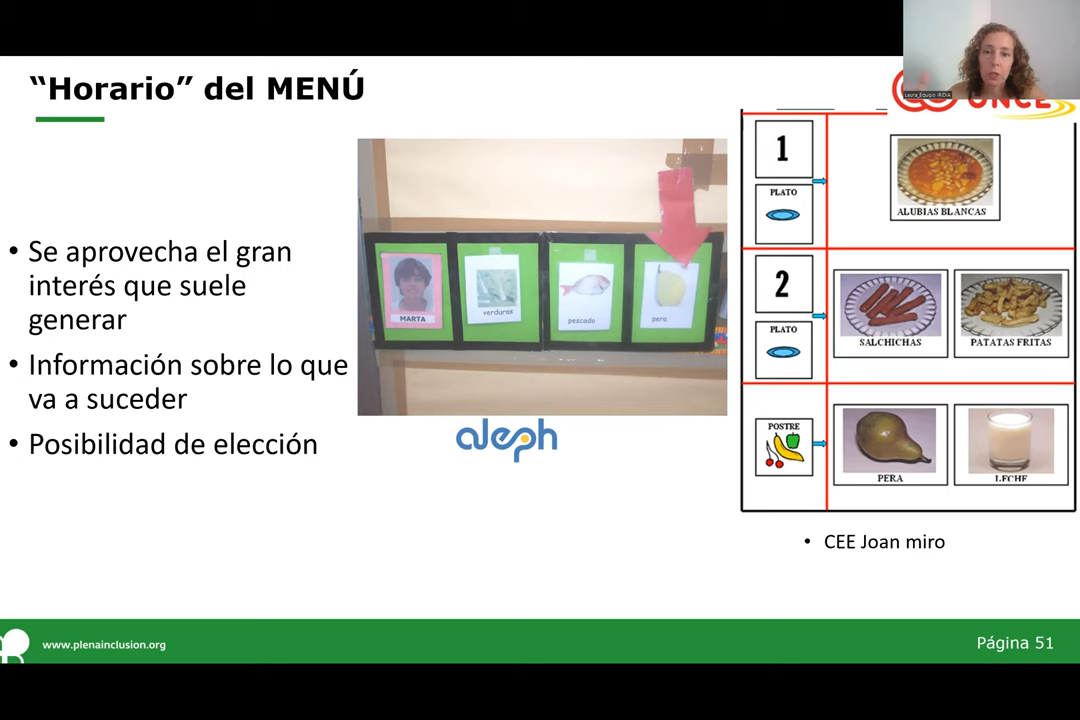 “Horario” del MENÚ
• Se aprovecha el gran
interés que suele
generar
• Información sobre lo que
va a suceder
• Posibilidad de elección
MARTA
verduras
pescado
pera
aleph
Laura_Equipo IRIDIA
ONCE
1
PLATO
ALUBIAS BLANCAS
2
PLATO
SALCHICHAS
PATATAS FRITAS
POSTRE
PERA
LECHE
• CEE Joan miro
www.plenainclusion.org
Página 51